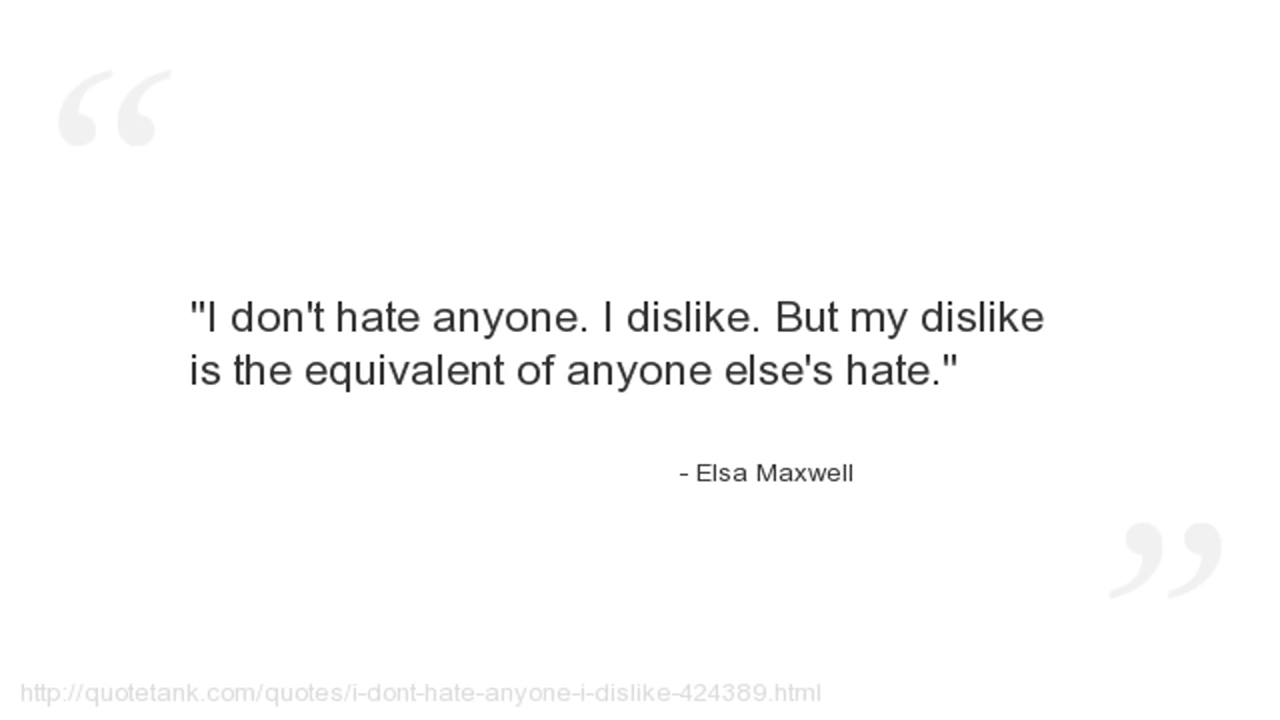 "I don't hate anyone. I dislike. But my dislike
is the equivalent of anyone else's hate."
- Elsa Maxwell
http://quotetank.com/quotes/i-dont-hate-anyone-i-dislike-424389.html